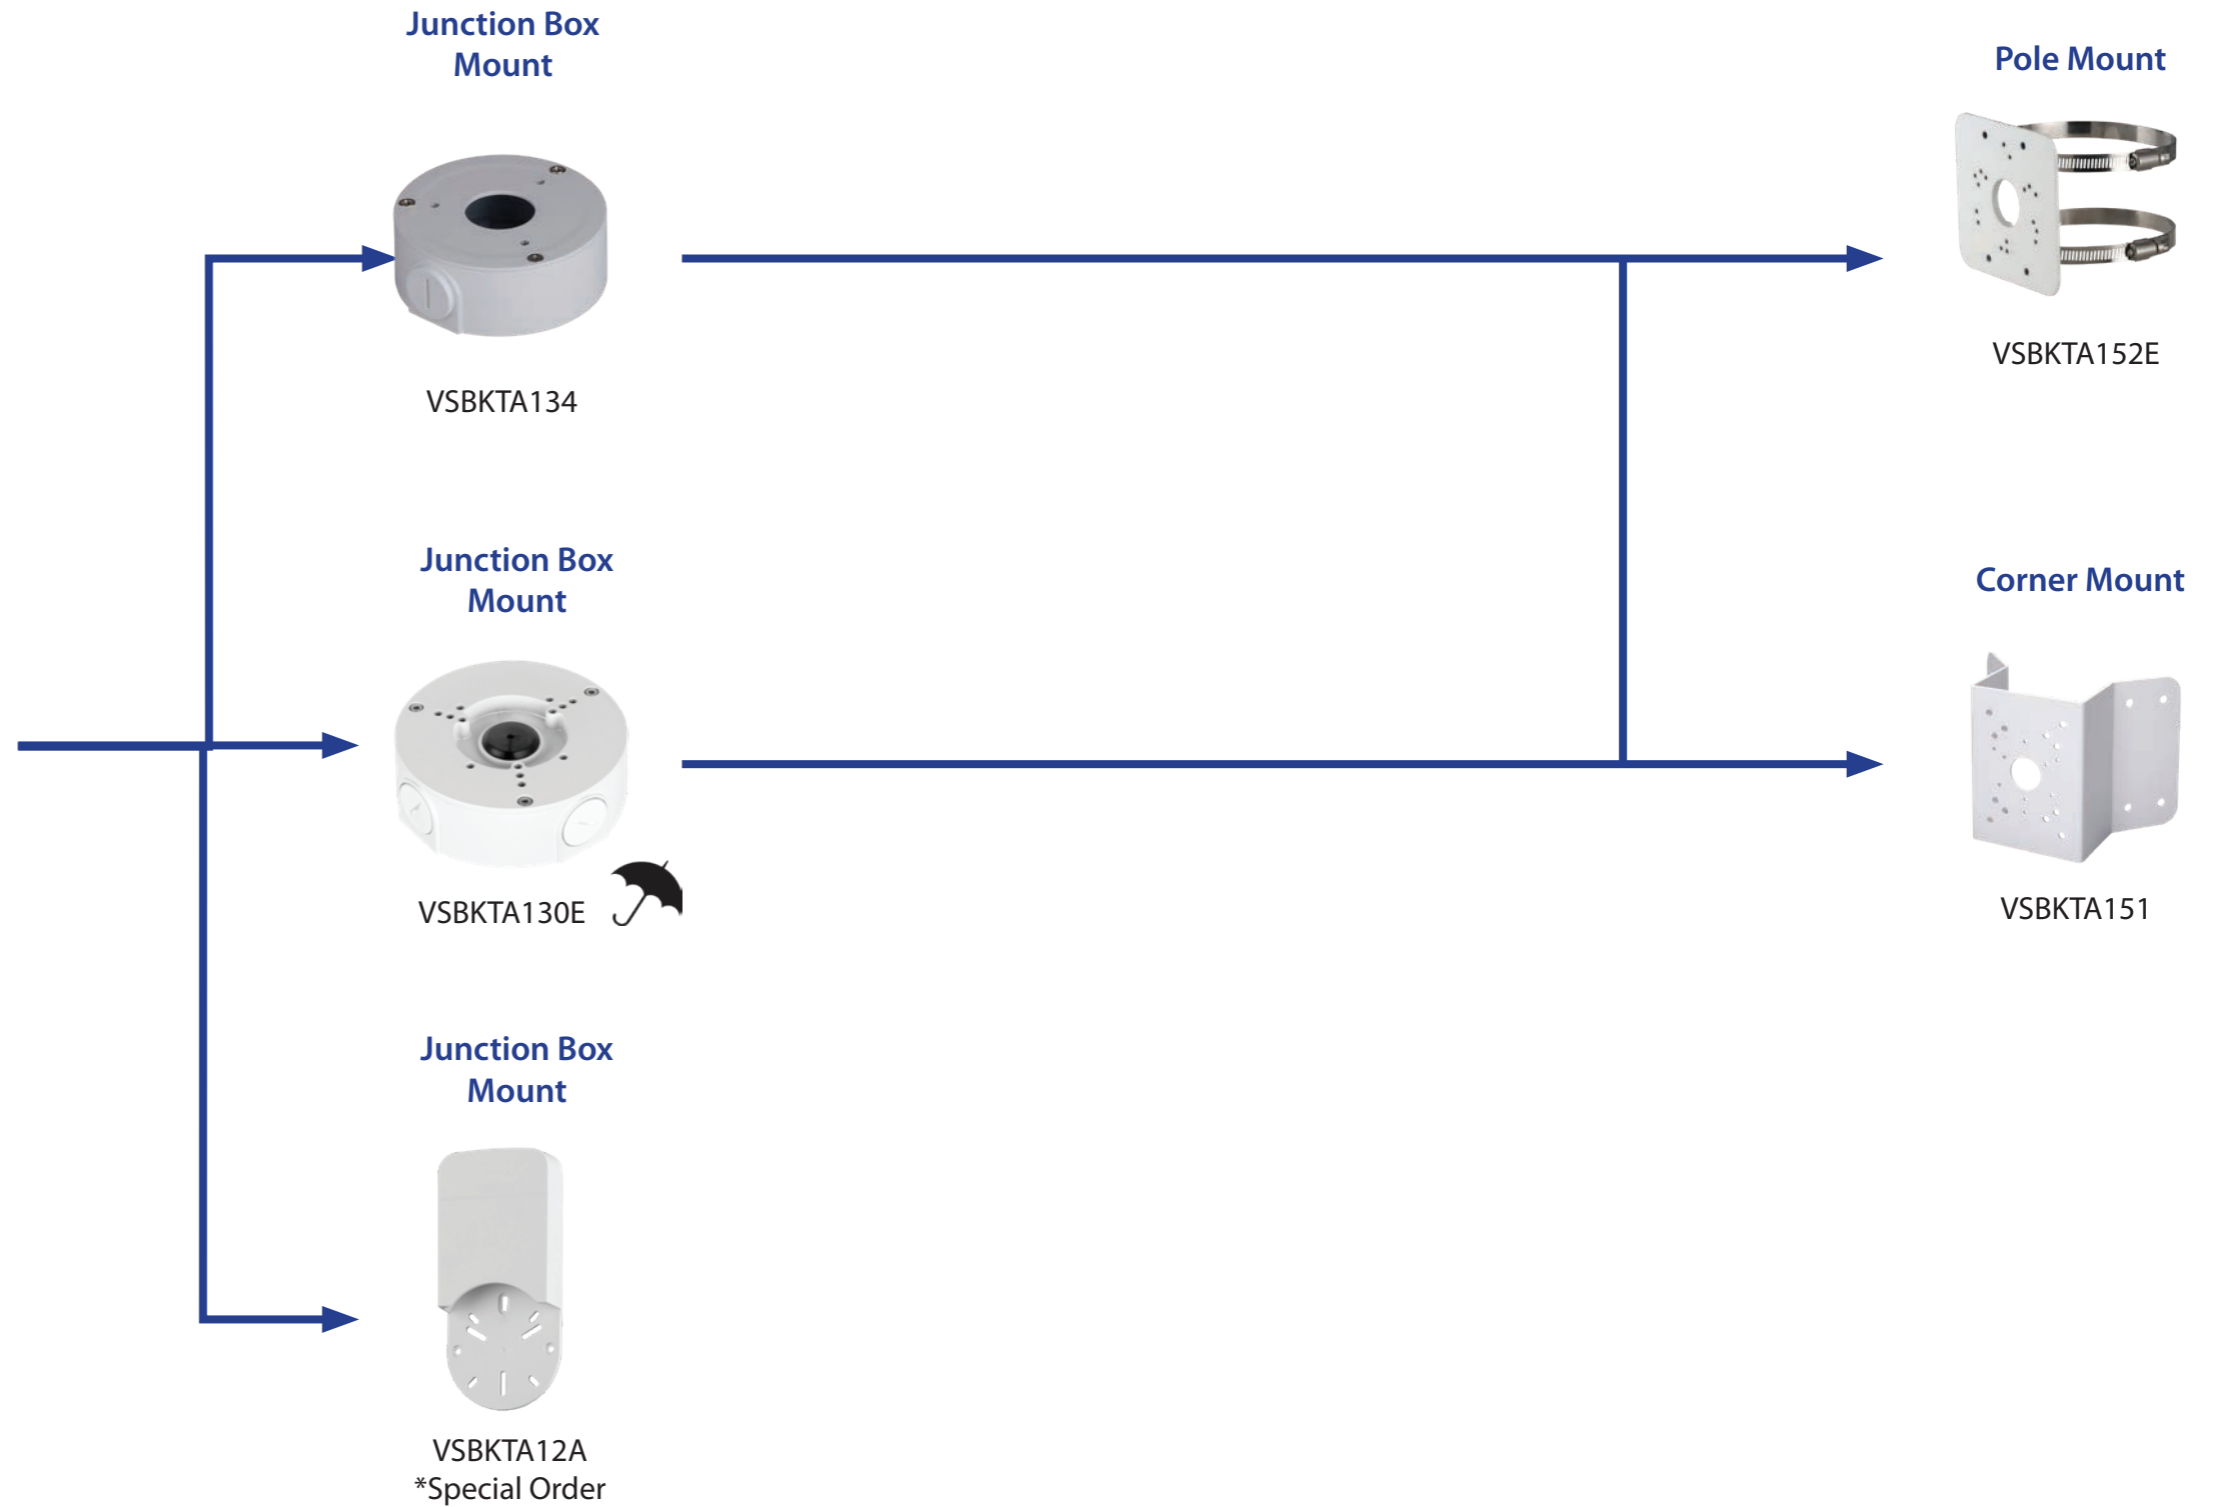 Junction Box
Mount
Pole Mount
VSBKTA152E
VSBKTA134
Junction Box
Mount
Corner Mount
VSBKTA130E
VSBKTA151
Junction Box
Mount
VSBKTA12A
*Special Order